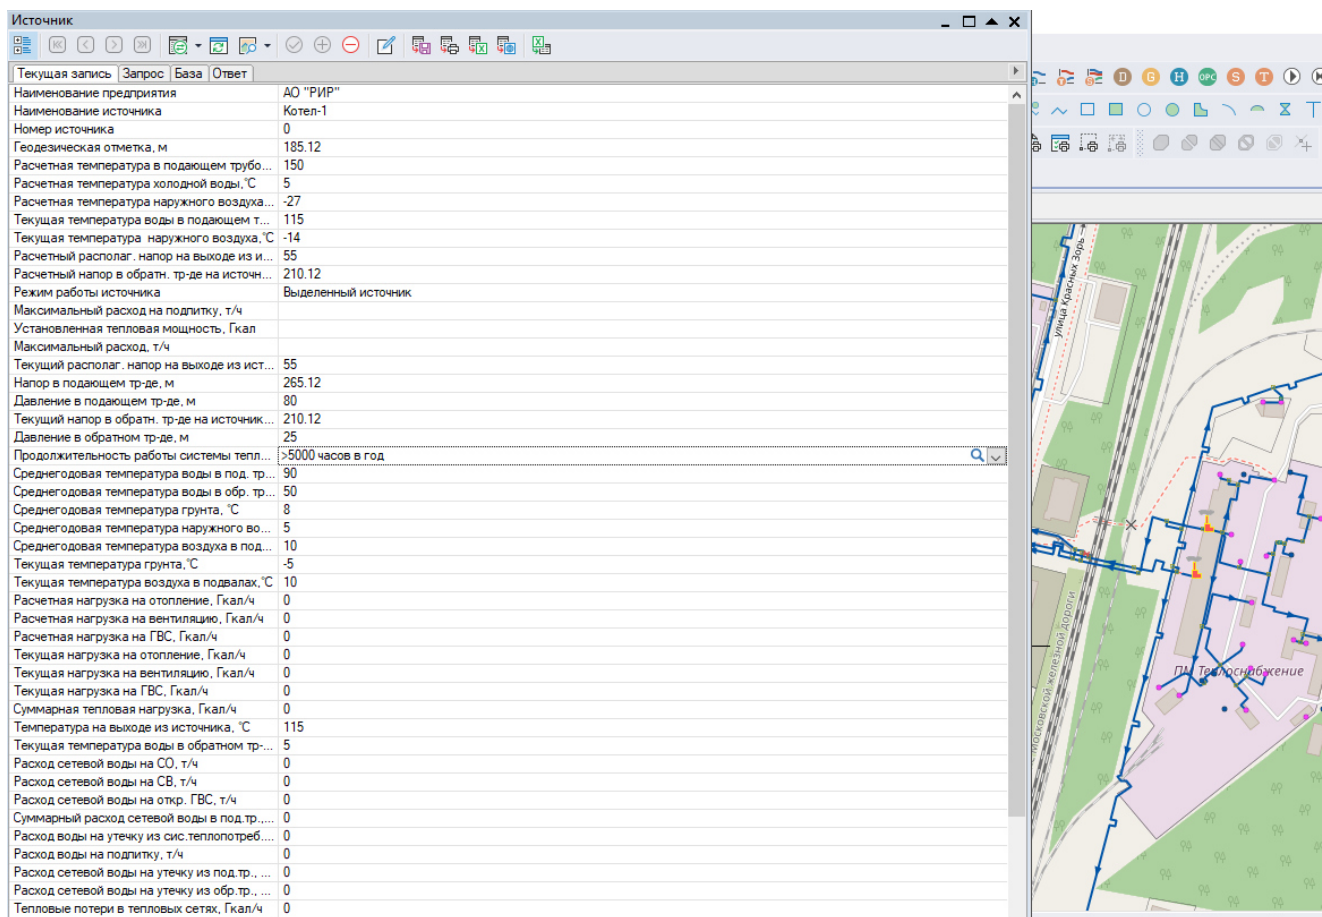 Источник
Текущая запись Запрос База Ответ
Наименование предприятия АО "РИР"
Наименование источника Котел-1
Номер источника 0
Геодезическая отметка, м 185.12
Расчетная температура в подающем трубо... 150
Расчетная температура холодной воды,°C 5
Расчетная температура наружного воздуха... -27
Текущая температура воды в подающем т... 115
Текущая температура наружного воздуха,°C -14
Расчетный располаг. напор на выходе из и... 55
Расчетный напор в обратн. тр-де на источн... 210.12
Режим работы источника Выделенный источник
Максимальный расход на подпитку, т/ч
Установленная тепловая мощность, Гкал
Максимальный расход, т/ч
Текущий располаг. напор на выходе из ист... 55
Напор в подающем тр-де, м 265.12
Давление в подающем тр-де, м 80
Текущий напор в обратн. тр-де на источник... 210.12
Давление в обратном тр-де, м 25
Продолжительность работы системы тепл... >5000 часов в год
Среднегодовая температура воды в под. тр... 90
Среднегодовая температура воды в обр. тр... 50
Среднегодовая температура грунта, °C 8
Среднегодовая температура наружного во... 5
Среднегодовая температура воздуха в под... 10
Текущая температура грунта,°C -5
Текущая температура воздуха в подвалах,°C 10
Расчетная нагрузка на отопление, Гкал/ч 0
Расчетная нагрузка на вентиляцию, Гкал/ч 0
Расчетная нагрузка на ГВС, Гкал/ч 0
Текущая нагрузка на отопление, Гкал/ч 0
Текущая нагрузка на вентиляцию, Гкал/ч 0
Текущая нагрузка на ГВС, Гкал/ч 0
Суммарная тепловая нагрузка, Гкал/ч 0
Температура на выходе из источника, °C 115
Текущая температура воды в обратном тр-... 5
Расход сетевой воды на СО, т/ч 0
Расход сетевой воды на СВ, т/ч 0
Расход сетевой воды на откр. ГВС, т/ч 0
Суммарный расход сетевой воды в под.тр.,... 0
Расход воды на утечку из сис.теплопотреб.... 0
Расход воды на подпитку, т/ч 0
Расход сетевой воды на утечку из под.тр., ... 0
Расход сетевой воды на утечку из обр.тр., ... 0
Тепловые потери в тепловых сетях, Гкал/ч 0
D G H OPC S T
улица Красных Зорь →
Московской железной дороги
ПМ Теплоснабжение